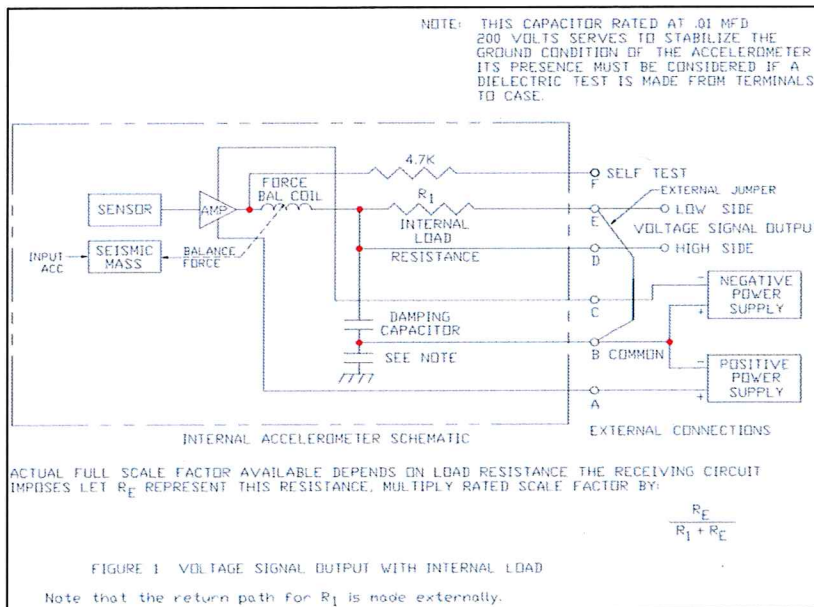 NOTE: THIS CAPACITOR RATED AT .01 MFD
200 VOLTS SERVES TO STABILIZE THE
GROUND CONDITION OF THE ACCELEROMETER
ITS PRESENCE MUST BE CONSIDERED IF A
DIELECTRIC TEST IS MADE FROM TERMINALS
TO CASE.
4.7K
F
SELF TEST
FORCE
BAL COIL
EXTERNAL JUMPER
SENSOR
AMP
R1
E
LOW SIDE
INTERNAL
LOAD
RESISTANCE
VOLTAGE SIGNAL OUTPUT
HIGH SIDE
D
INPUT
ACC
SEISMIC
MASS
BALANCE
FORCE
C
-
NEGATIVE
POWER
SUPPLY
+
DAMPING
CAPACITOR
B COMMON
SEE NOTE
-
POSITIVE
POWER
SUPPLY
+
A
INTERNAL ACCELEROMETER SCHEMATIC
EXTERNAL CONNECTIONS
ACTUAL FULL SCALE FACTOR AVAILABLE DEPENDS ON LOAD RESISTANCE THE RECEIVING CIRCUIT
IMPOSES LET RE REPRESENT THIS RESISTANCE, MULTIPLY RATED SCALE FACTOR BY:
RE
R1 + RE
FIGURE 1 VOLTAGE SIGNAL OUTPUT WITH INTERNAL LOAD
Note that the return path for R1 is made externally.